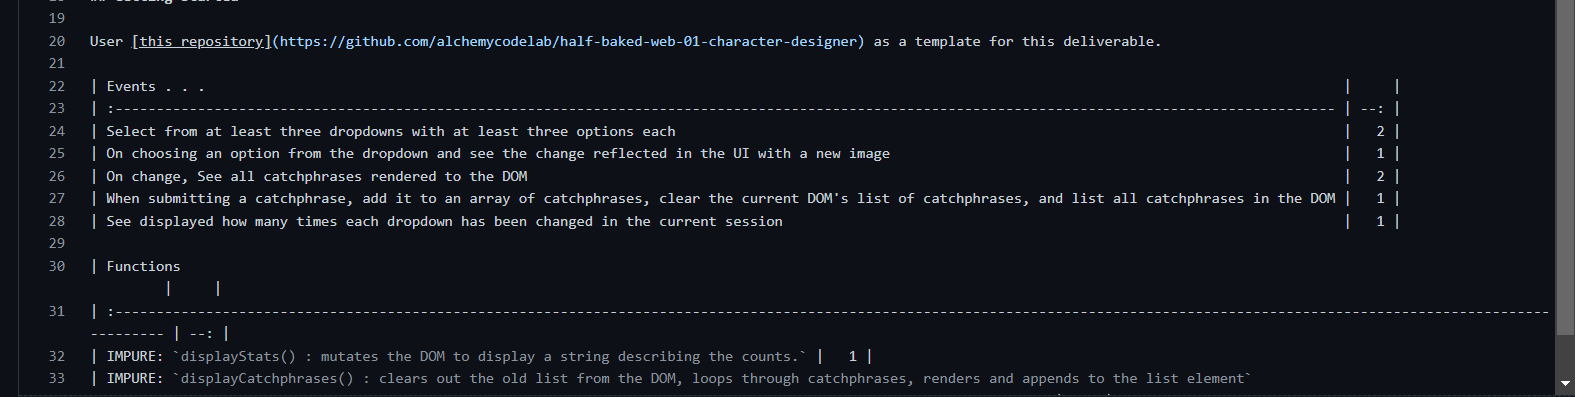 19
20 User [this repository](https://github.com/alchemycodelab/half-baked-web-01-character-designer) as a template for this deliverable.
21
22 | Events . . . | |
23 | :---------------------------------------------------------------------------------------------------------------------------------------------------- | --: |
24 | Select from at least three dropdowns with at least three options each | 2 |
25 | On choosing an option from the dropdown and see the change reflected in the UI with a new image | 1 |
26 | On change, See all catchphrases rendered to the DOM | 2 |
27 | When submitting a catchphrase, add it to an array of catchphrases, clear the current DOM's list of catchphrases, and list all catchphrases in the DOM | 1 |
28 | See displayed how many times each dropdown has been changed in the current session | 1 |
29
30 | Functions
| |
31 | :------------------------------------------------------------------------------------------------------------------------------------------------------------------------------
--------- | --: |
32 | IMPURE: `displayStats() : mutates the DOM to display a string describing the counts.` | 1 |
33 | IMPURE: `displayCatchphrases() : clears out the old list from the DOM, loops through catchphrases, renders and appends to the list element`